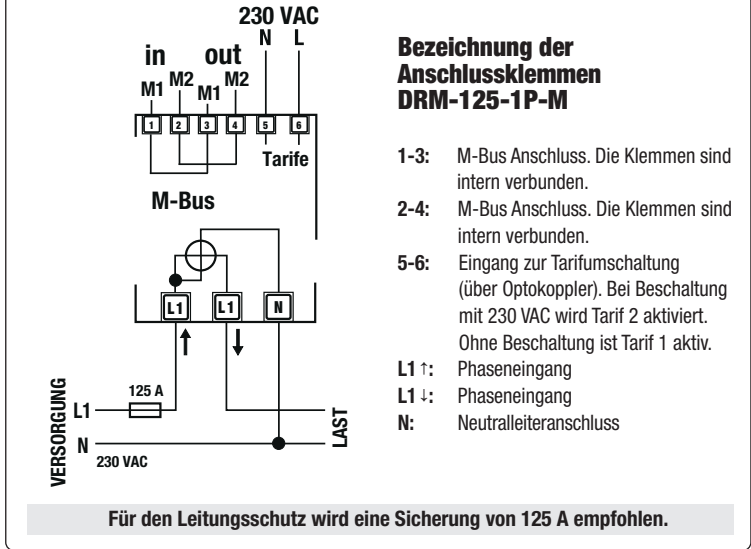 230 VAC
N L
in out
M1 M2 M1 M2
1 2 3 4 5 6
Tarife
M-Bus
L1 L1 N
125 A
VERSORGUNG
L1
N
230 VAC
LAST
Bezeichnung der
Anschlussklemmen
DRM-125-1P-M
1-3: M-Bus Anschluss. Die Klemmen sind
intern verbunden.
2-4: M-Bus Anschluss. Die Klemmen sind
intern verbunden.
5-6: Eingang zur Tarifumschaltung
(über Optokoppler). Bei Beschaltung
mit 230 VAC wird Tarif 2 aktiviert.
Ohne Beschaltung ist Tarif 1 aktiv.
L1 ↑: Phaseneingang
L1 ↓: Phaseneingang
N: Neutralleiteranschluss
Für den Leitungsschutz wird eine Sicherung von 125 A empfohlen.